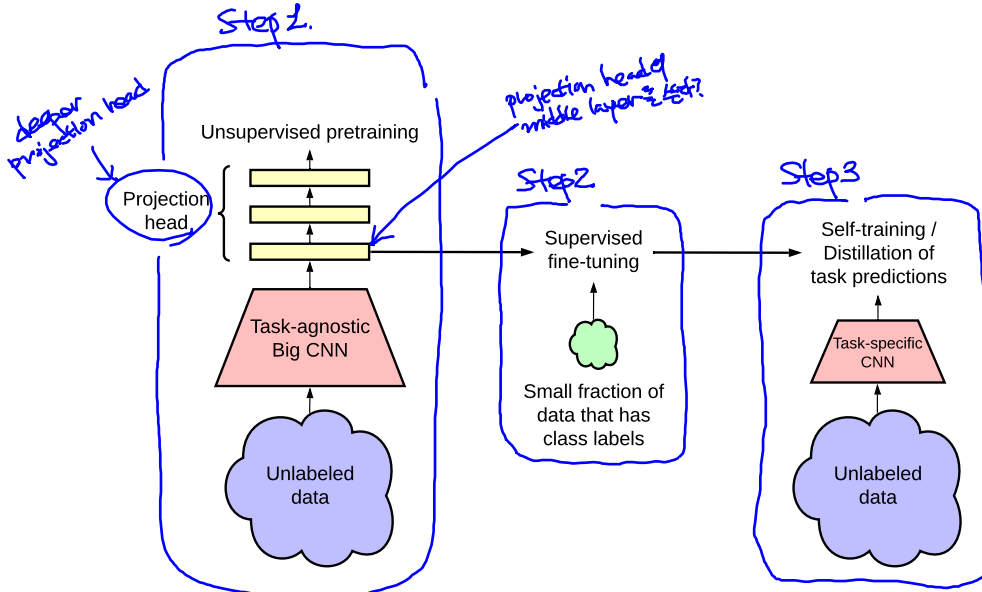 Step 1.
deeper
projection head
projection head의
middle layer
Unsupervised pretraining
Projection
head
Task-agnostic
Big CNN
Unlabeled
data
Step2
Supervised
fine-tuning
Small fraction of
data that has
class labels
Step3
Self-training /
Distillation of
task predictions
Task-specific
CNN
Unlabeled
data